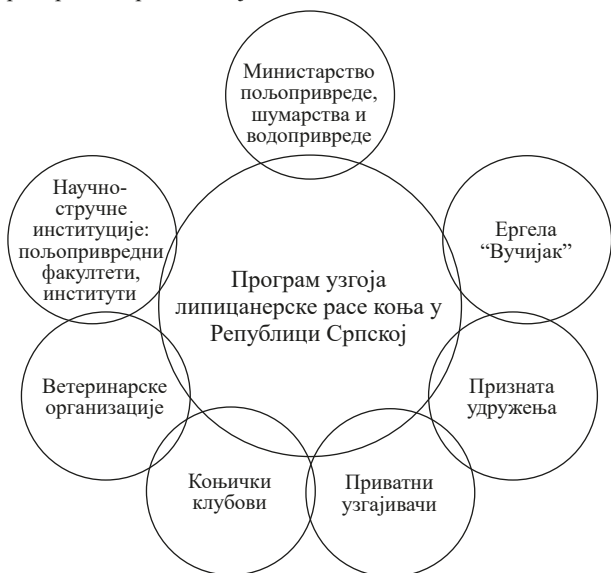 Министарство
пољопривреде,
шумарства и
водопривреде
Научно-
стручне
институције:
пољопривредни
факултети,
институти
Ергела
“Вучијак”
Програм узгоја
липицанерске расе коња у
Републици Српској
Ветеринарске
организације
Призната
удружења
Коњички
клубови
Приватни
узгајивачи